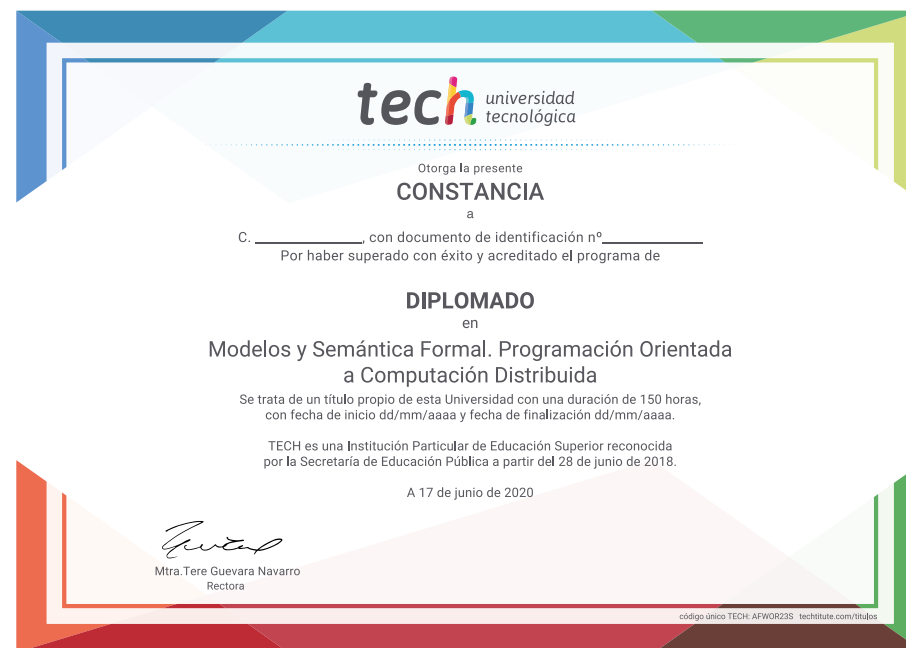 tech universidad
tecnológica
Otorga la presente
CONSTANCIA
a
C. ____________, con documento de identificación nº____________
Por haber superado con éxito y acreditado el programa de
DIPLOMADO
en
Modelos y Semántica Formal. Programación Orientada
a Computación Distribuida
Se trata de un título propio de esta Universidad con una duración de 150 horas,
con fecha de inicio dd/mm/aaaa y fecha de finalización dd/mm/aaaa.
TECH es una Institución Particular de Educación Superior reconocida
por la Secretaría de Educación Pública a partir del 28 de junio de 2018.
A 17 de junio de 2020
Mtra.Tere Guevara Navarro
Rectora
código único TECH: AFWOR23S techtitute.com/titulos